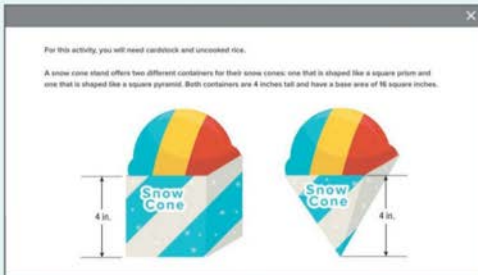 For this activity, you will need cardstock and uncooked rice.
A snow cone stand offers two different containers for their snow cones: one that is shaped like a square prism and
one that is shaped like a square pyramid. Both containers are 4 inches tall and have a base area of 16 square inches.
Snow
Cone
4 in.
Snow
Cone
4 in.